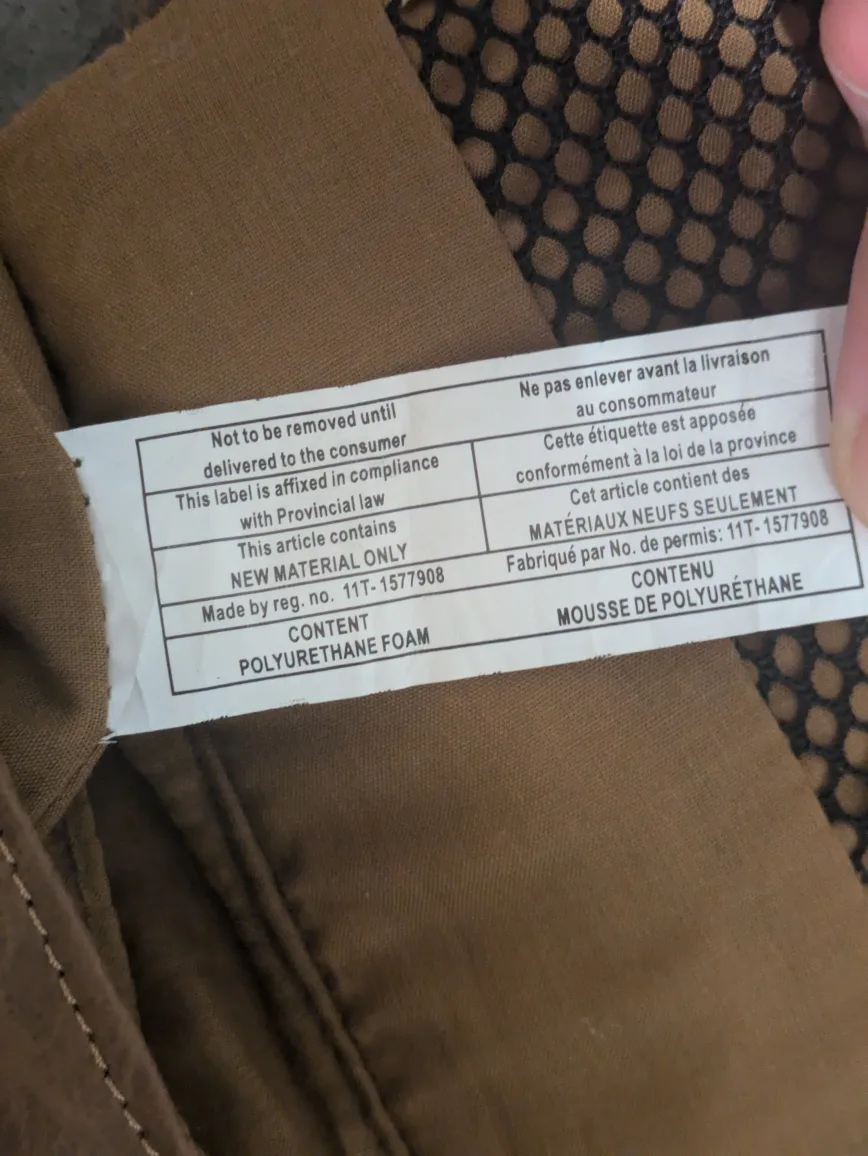 Not to be removed until
delivered to the consumer
Ne pas enlever avant la livraison
au consommateur
This label is affixed in compliance
with Provincial law
Cette étiquette est apposée
conformément à la loi de la province
This article contains
NEW MATERIAL ONLY
Cet article contient des
MATÉRIAUX NEUFS SEULEMENT
Made by reg. no. 11T-1577908
Fabriqué par No. de permis: 11T-1577908
CONTENT
POLYURETHANE FOAM
CONTENU
MOUSSE DE POLYURÉTHANE